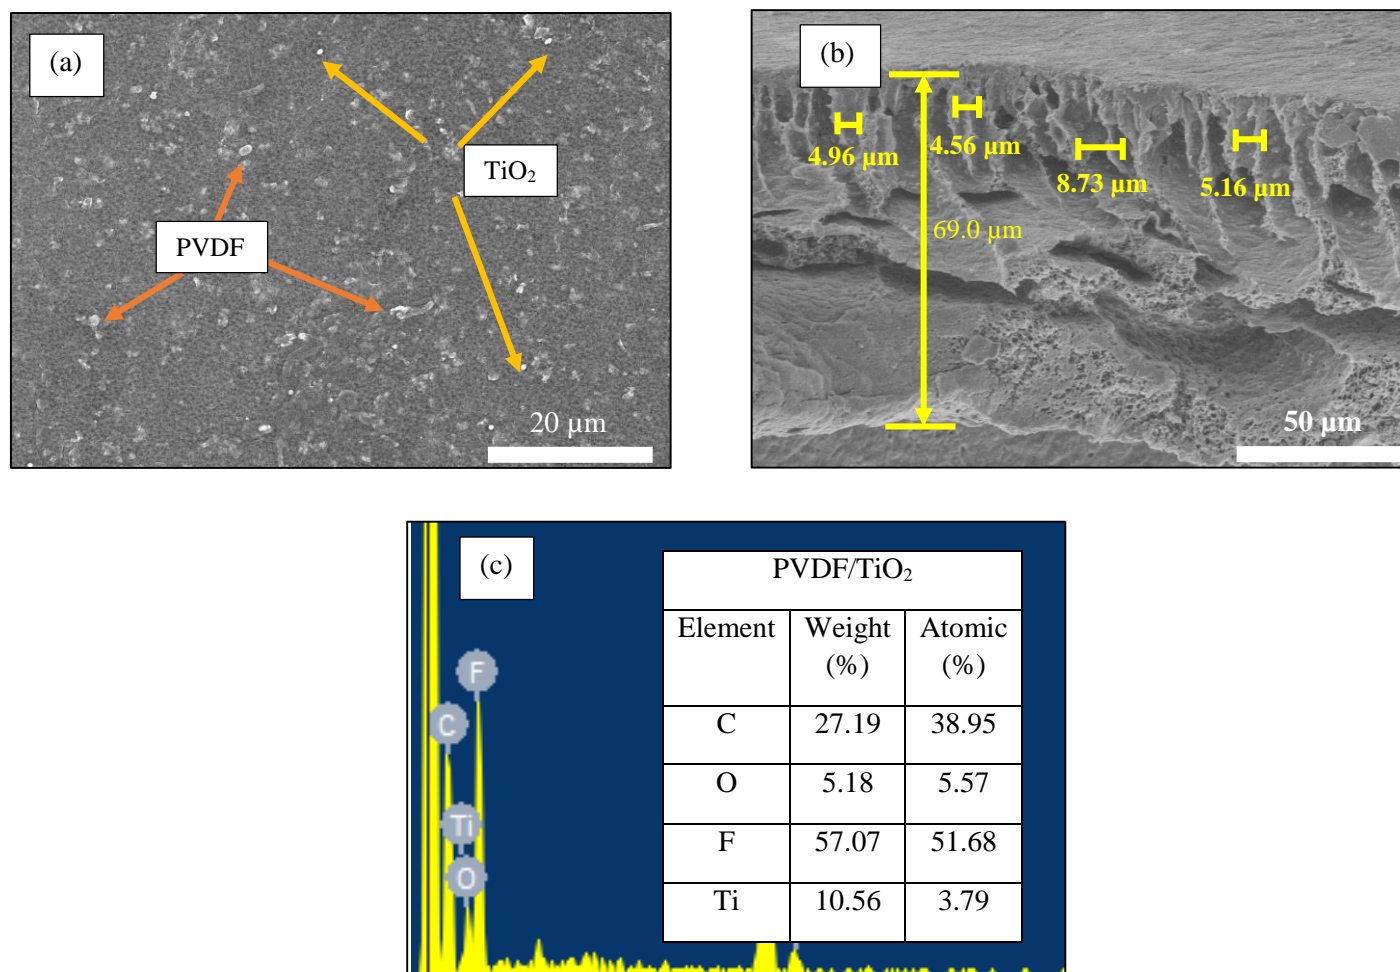 (a)
TiO₂
PVDF
20 µm
(b)
4.96 µm
4.56 µm
8.73 µm
5.16 µm
69.0 µm
50 µm
(c)
F
C
Ti
O
PVDF/TiO₂
Element Weight (%) Atomic (%)
C 27.19 38.95
O 5.18 5.57
F 57.07 51.68
Ti 10.56 3.79